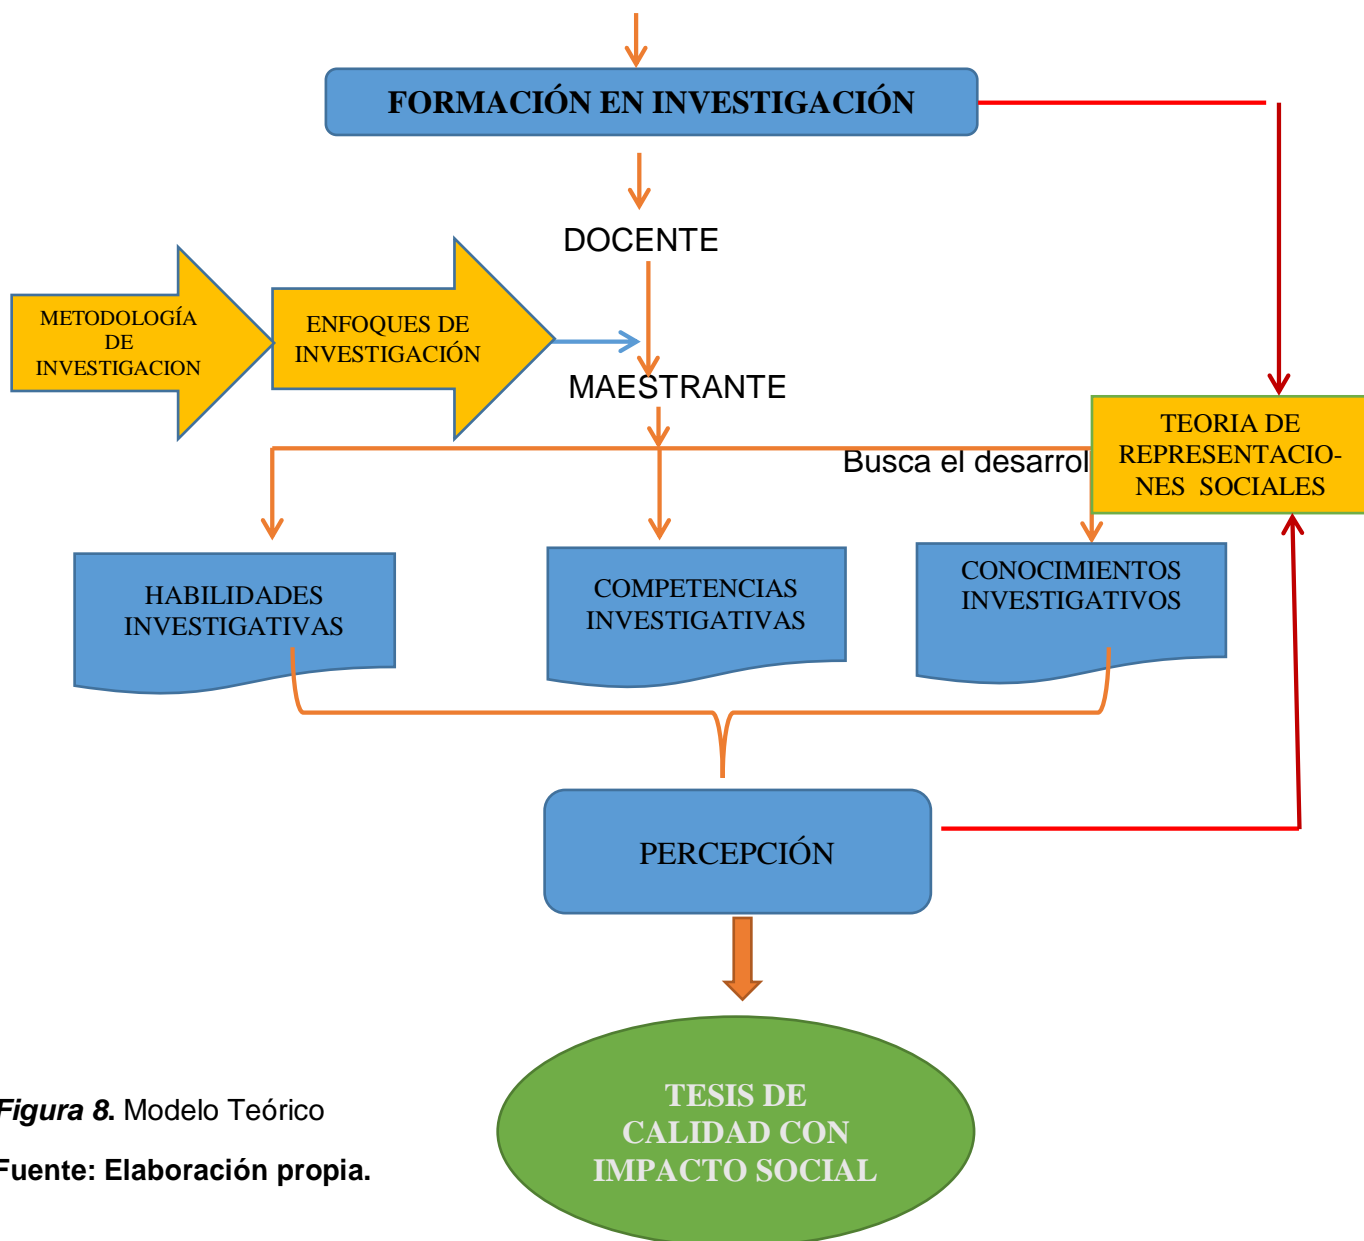 FORMACIÓN EN INVESTIGACIÓN
DOCENTE
METODOLOGÍA
DE
INVESTIGACION
ENFOQUES DE
INVESTIGACIÓN
MAESTRANTE
Busca el desarrol
TEORIA DE
REPRESENTACIO-
NES SOCIALES
HABILIDADES
INVESTIGATIVAS
COMPETENCIAS
INVESTIGATIVAS
CONOCIMIENTOS
INVESTIGATIVOS
PERCEPCIÓN
TESIS DE
CALIDAD CON
IMPACTO SOCIAL
Figura 8. Modelo Teórico
Fuente: Elaboración propia.